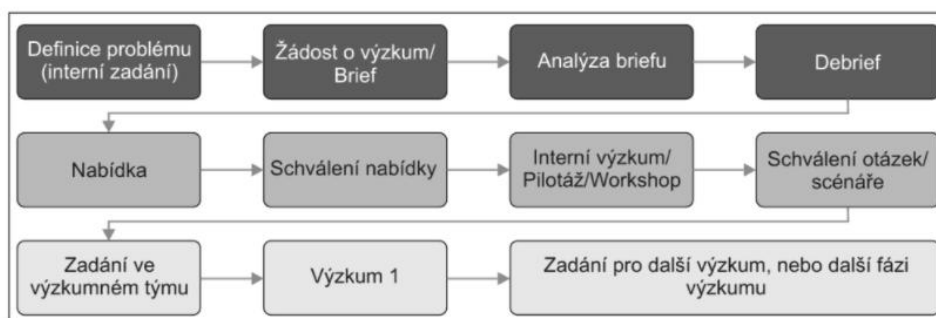 Definice problému
(interní zadání)
Žádost o výzkum/
Brief
Analýza briefu
Debrief
Nabídka
Schválení nabídky
Interní výzkum/
Pilotáž/Workshop
Schválení otázek/
scénáře
Zadání ve
výzkumném týmu
Výzkum 1
Zadání pro další výzkum, nebo další fázi
výzkumu